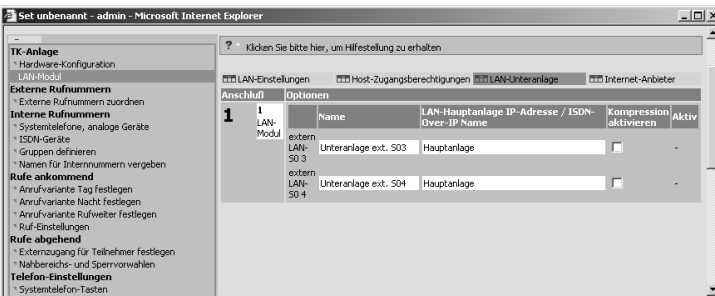 Set unbenannt - admin - Microsoft Internet Explorer
TK-Anlage
Hardware-Konfiguration
LAN-Modul
Externe Rufnummern
Externe Rufnummern zuordnen
Interne Rufnummern
Systemtelefone, analoge Geräte
ISDN-Geräte
Gruppen definieren
Namen für Internnummern vergeben
Rufe ankommend
Anrufvariante Tag festlegen
Anrufvariante Nacht festlegen
Anrufvariante Rufweiter festlegen
Ruf-Einstellungen
Rufe abgehend
Externzugang für Teilnehmer festlegen
Nahbereichs- und Sperrvorwahlen
Telefon-Einstellungen
Systemtelefon-Tasten
? Klicken Sie bitte hier, um Hilfestellung zu erhalten
LAN-Einstellungen Host-Zugangsberechtigungen LAN-Unteranlage Internet-Anbieter
Anschluß Optionen
1 1 LAN-Modul
Name LAN-Hauptanlage IP-Adresse / ISDN-Over-IP Name Kompression aktivieren Aktiv
extern LAN-S0 3 Unteranlage ext. S03 Hauptanlage -
extern LAN-S0 4 Unteranlage ext. S04 Hauptanlage -